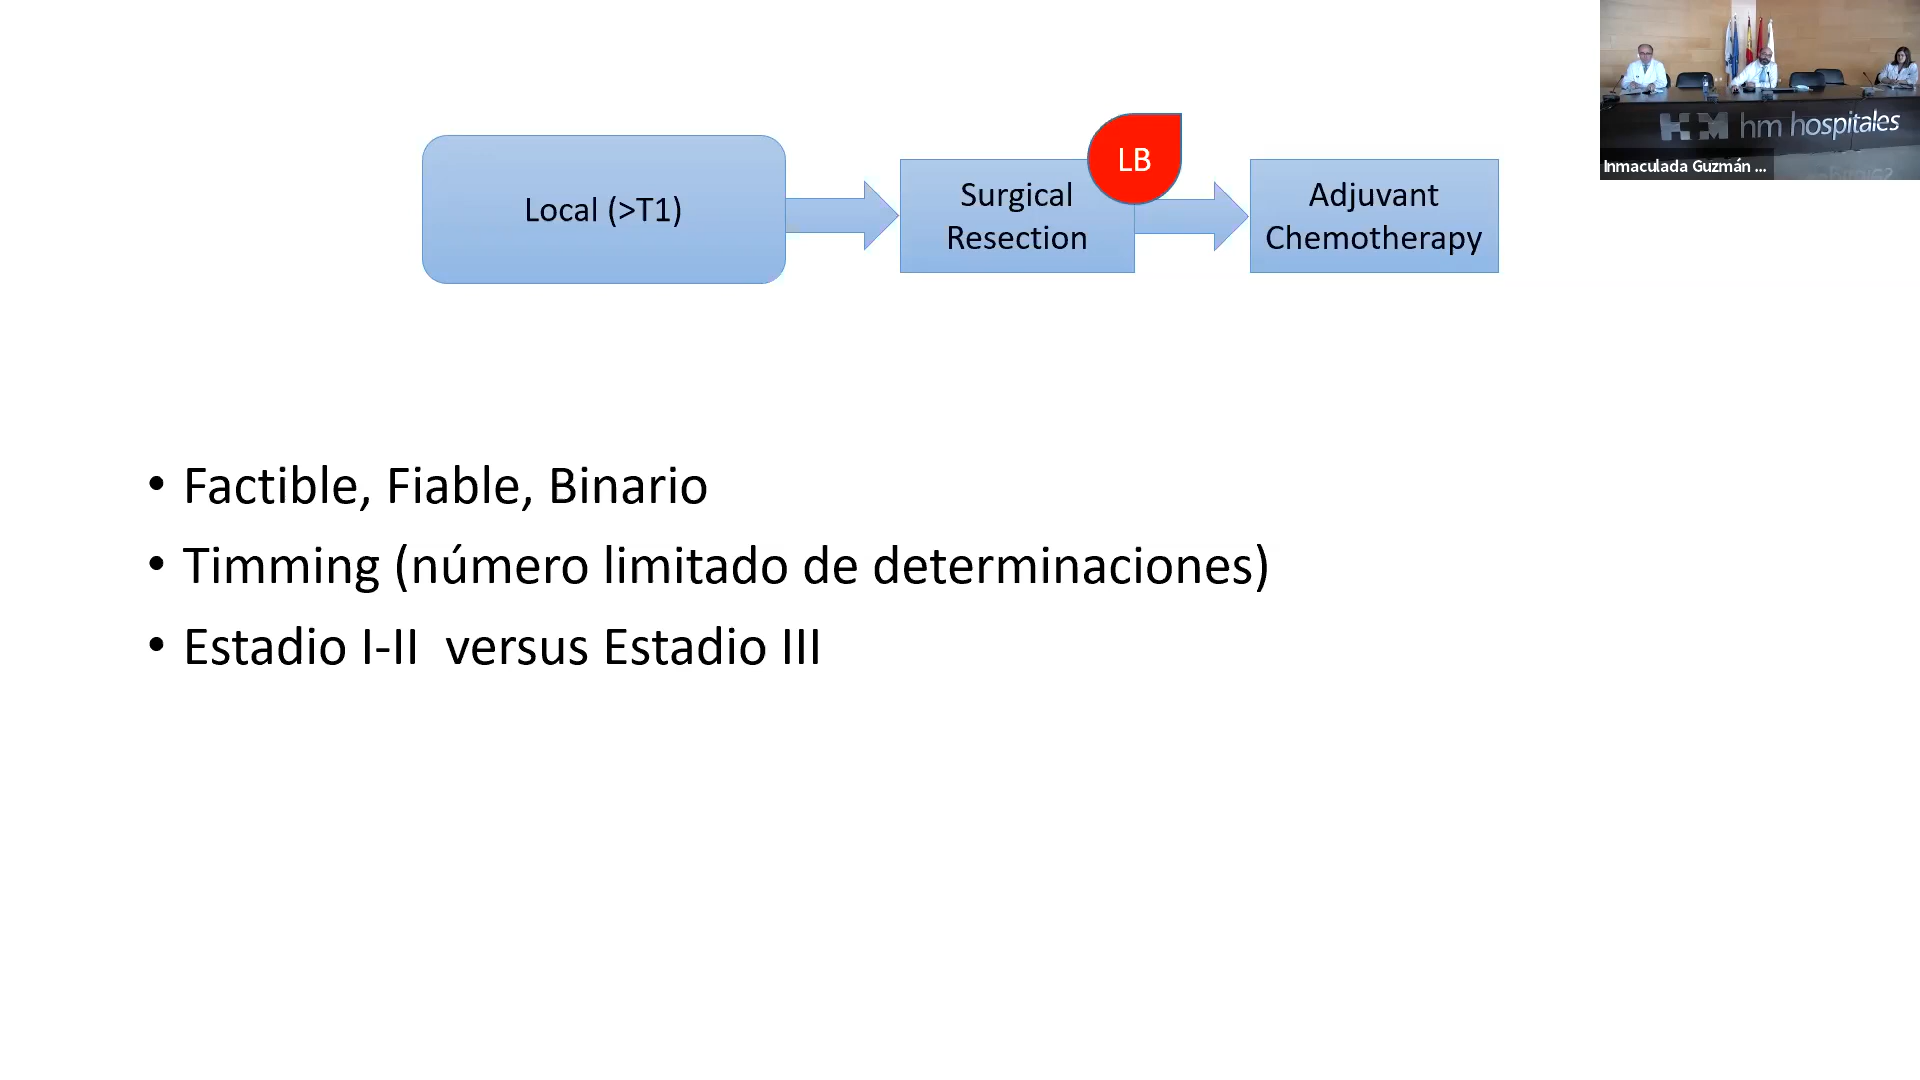 Local (>T1)
Surgical
Resection
LB
Adjuvant
Chemotherapy
hm hospitales
Inmaculada Guzmán ...
• Factible, Fiable, Binario
• Timming (número limitado de determinaciones)
• Estadio I-II  versus Estadio III